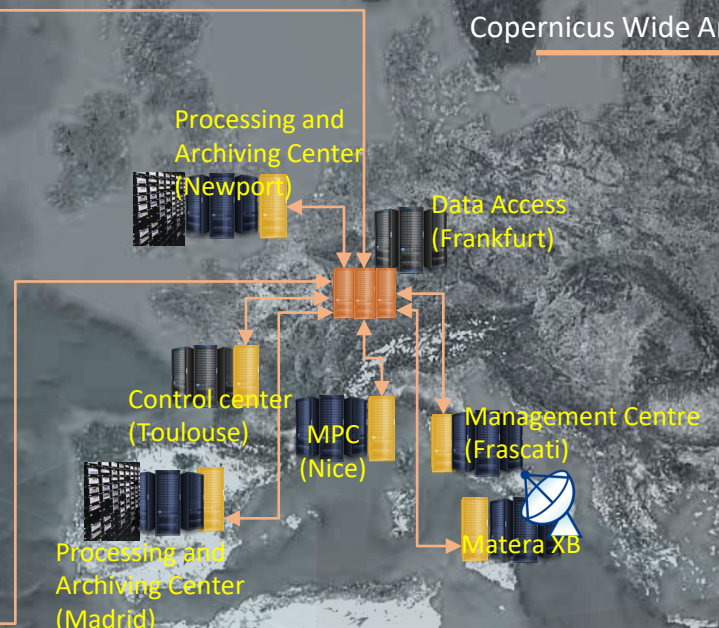 Copernicus Wide Ar
Processing and
Archiving Center
(Newport)
Data Access
(Frankfurt)
Control center
(Toulouse)
MPC
(Nice)
Management Centre
(Frascati)
Matera XB
Processing and
Archiving Center
(Madrid)